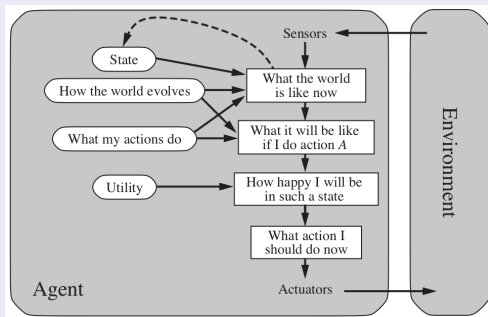 Sensors
State
What the world
is like now
How the world evolves
What it will be like
if I do action A
What my actions do
How happy I will be
in such a state
Utility
What action I
should do now
Actuators
Agent
Environment